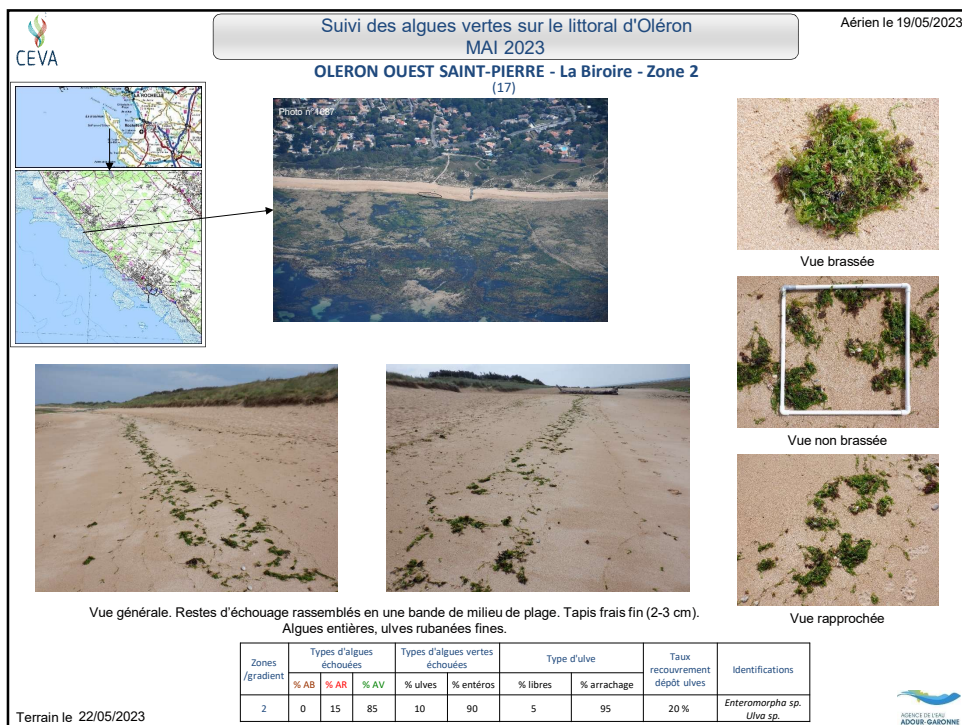 CEVA
Suivi des algues vertes sur le littoral d'Oléron
MAI 2023
Aérien le 19/05/2023
OLERON OUEST SAINT-PIERRE - La Biroire - Zone 2
(17)
LA ROCHELLE
Photo n°1087
Vue brassée
Vue non brassée
Vue rapprochée
Vue générale. Restes d'échouage rassemblés en une bande de milieu de plage. Tapis frais fin (2-3 cm).
Algues entières, ulves rubanées fines.
Zones /gradient | Types d'algues échouées | Types d'algues vertes échouées | Type d'ulve | Taux recouvrement dépôt ulves | Identifications
% AB | % AR | % AV | % ulves | % entéros | % libres | % arrachage
2 | 0 | 15 | 85 | 10 | 90 | 5 | 95 | 20 % | Enteromorpha sp. Ulva sp.
Terrain le 22/05/2023
AGENCE DE L'EAU
ADOUR-GARONNE